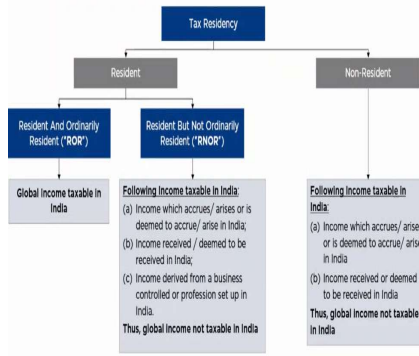 Tax Residency
Resident
Non-Resident
Resident And Ordinarily
Resident ("ROR")
Resident But Not Ordinarily
Resident ("RNOR")
Global Income taxable in
India
Following Income taxable in India:
(a) Income which accrues/ arises or is
deemed to accrue/ arise in India;
(b) Income received / deemed to be
received in India;
(c) Income derived from a business
controlled or profession set up in
India.
Thus, global income not taxable in India
Following Income taxable in
India:
(a) Income which accrues/ arise
or is deemed to accrue/ arise
in India
(b) Income received or deemed
to be received in India
Thus, global Income not taxable
in India